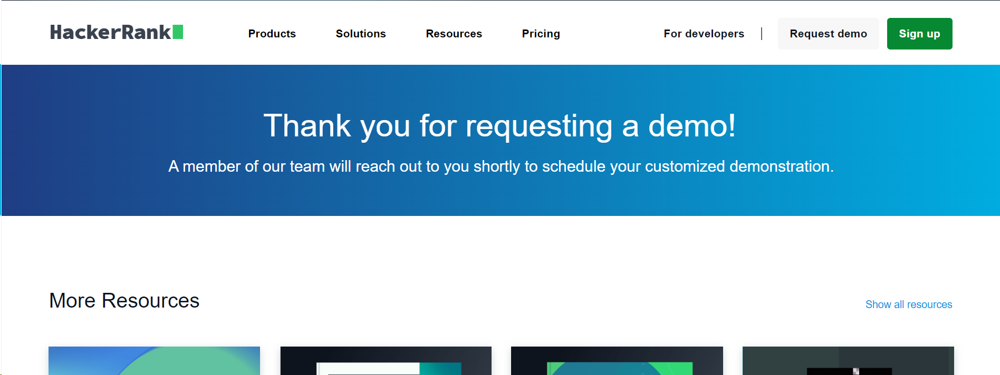 HackerRank
Products Solutions Resources Pricing For developers Request demo Sign up
Thank you for requesting a demo!
A member of our team will reach out to you shortly to schedule your customized demonstration.
More Resources
Show all resources